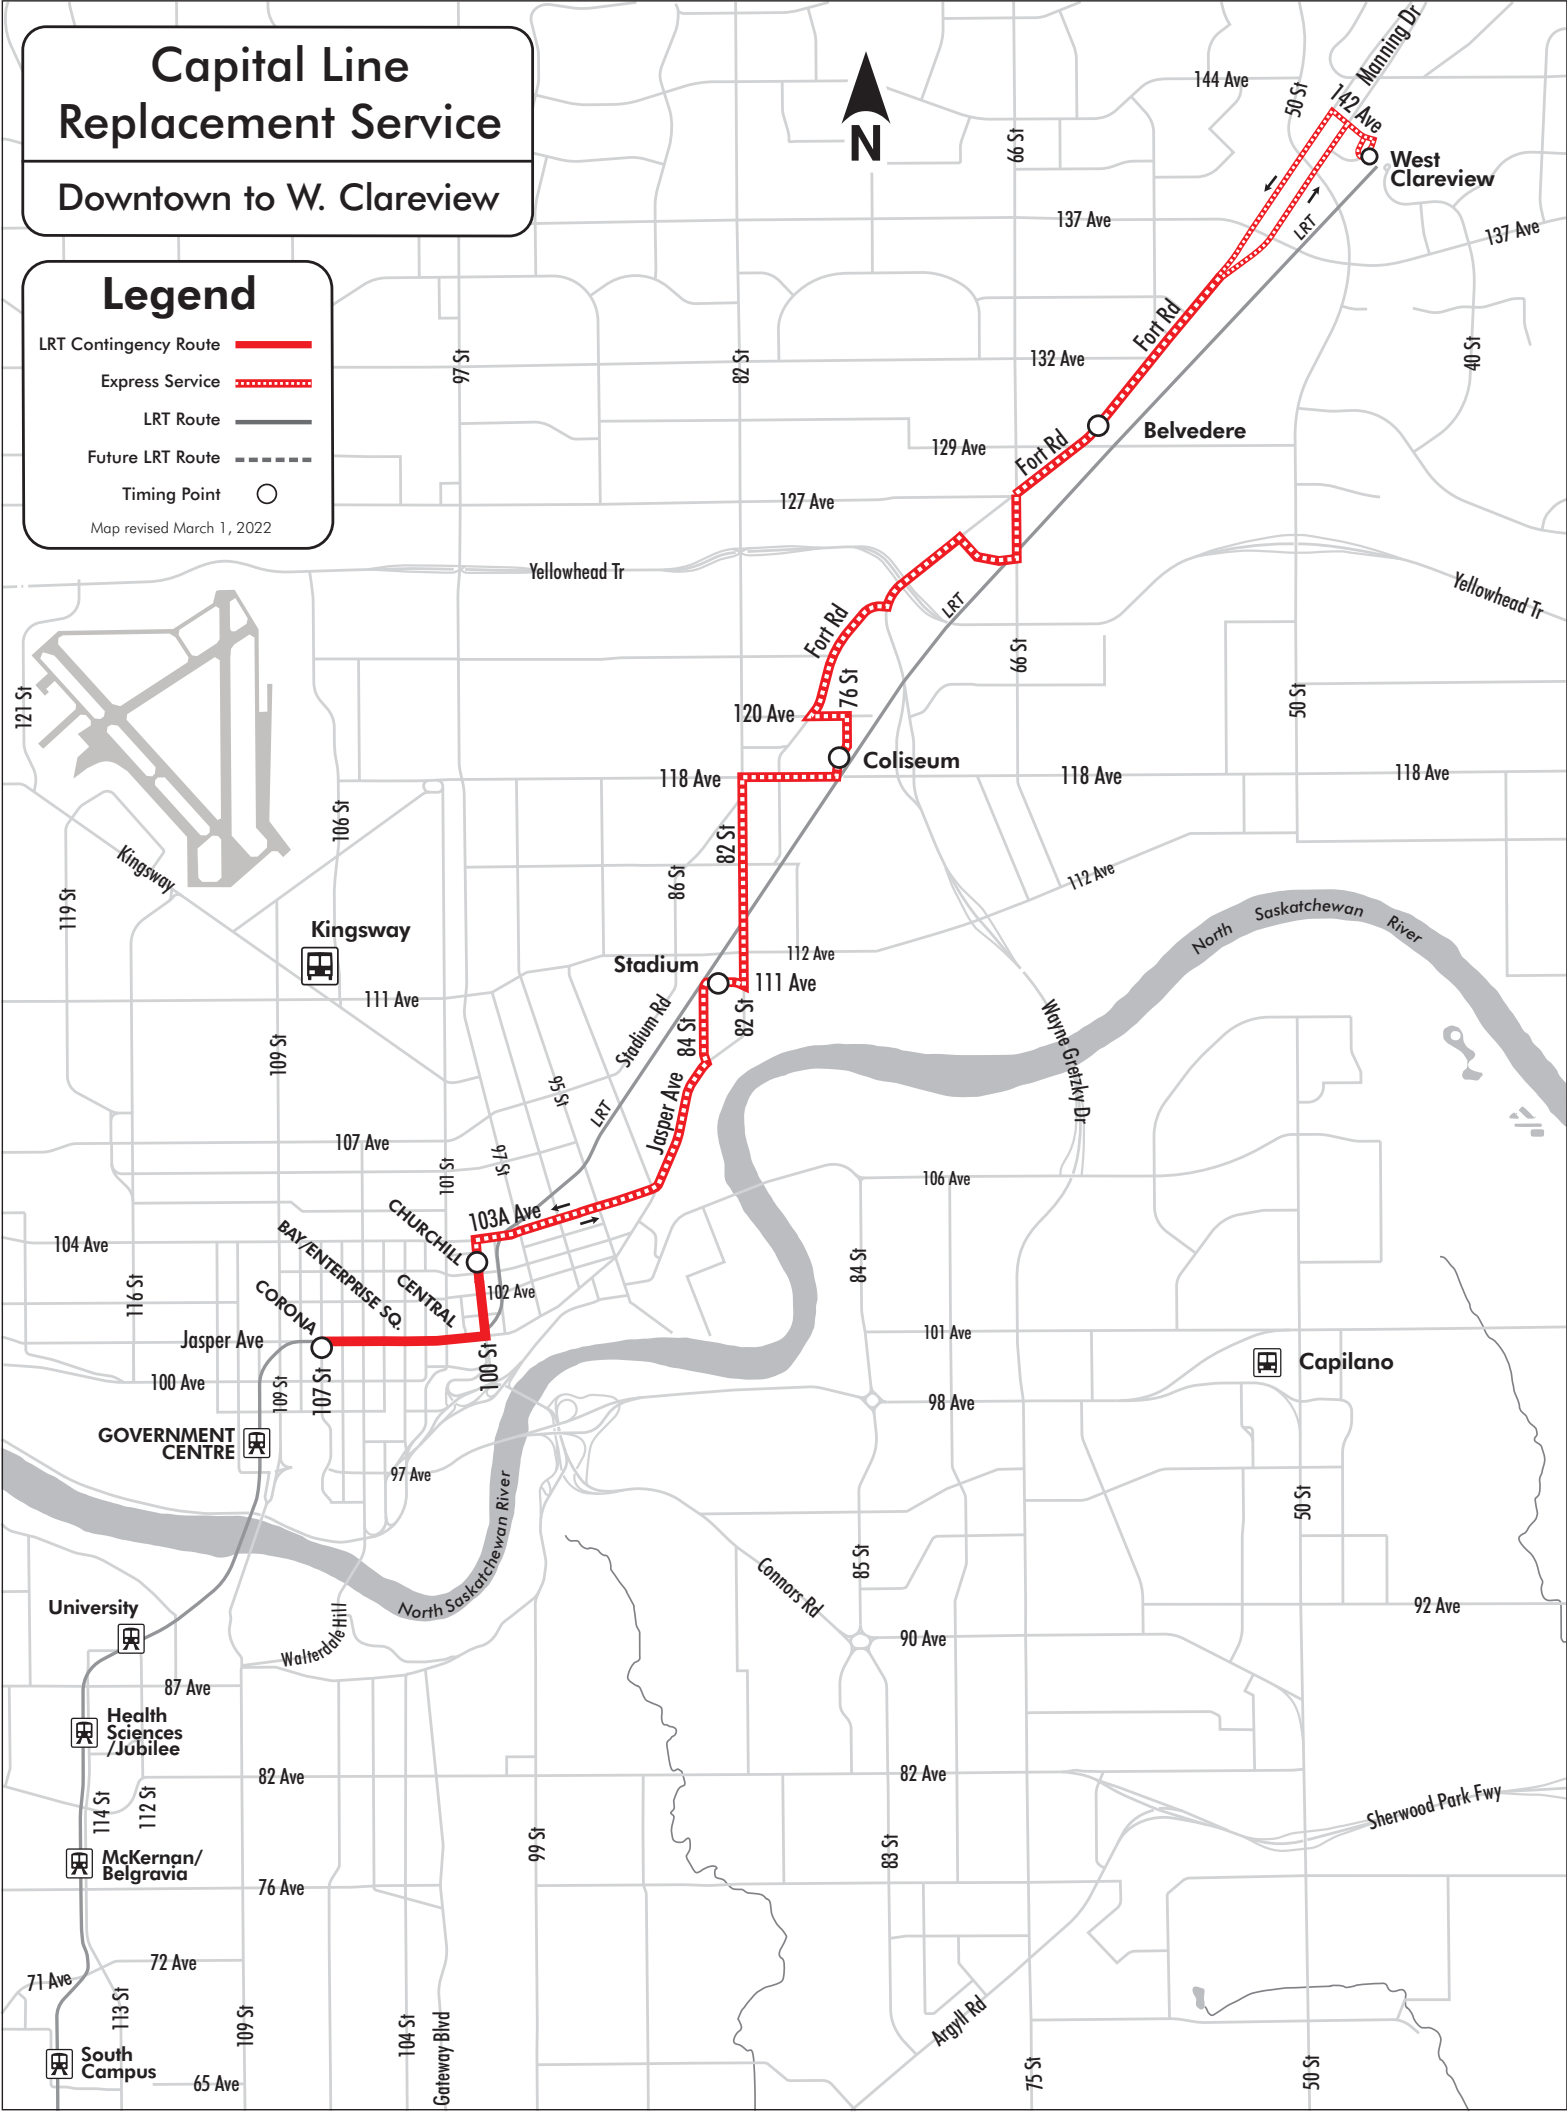 Capital Line
Replacement Service
Downtown to W. Clareview
Legend
LRT Contingency Route
Express Service
LRT Route
Future LRT Route
Timing Point
Map revised March 1, 2022
N
Manning Dr
144 Ave
50 St
142 Ave
66 St
West
Clareview
137 Ave
137 Ave
LRT
Fort Rd
97 St
82 St
132 Ave
40 St
Belvedere
129 Ave
Fort Rd
127 Ave
Yellowhead Tr
Yellowhead Tr
LRT
Fort Rd
66 St
76 St
121 St
50 St
120 Ave
Coliseum
118 Ave
118 Ave
118 Ave
106 St
82 St
Kingsway
86 St
112 Ave
119 St
North Saskatchewan River
Kingsway
112 Ave
Stadium
111 Ave
111 Ave
82 St
Stadium Rd
84 St
109 St
Wayne Gretzky Dr
95 St
LRT
Jasper Ave
107 Ave
97 St
101 St
106 Ave
CHURCHILL
103A Ave
104 Ave
BAY/ENTERPRISE SQ.
84 St
116 St
CENTRAL
102 Ave
CORONA
Jasper Ave
101 Ave
100 St
Capilano
100 Ave
109 St
107 St
98 Ave
GOVERNMENT
CENTRE
97 Ave
50 St
North Saskatchewan River
85 St
Connors Rd
University
92 Ave
Walterdale Hill
90 Ave
87 Ave
Health
Sciences
/Jubilee
82 Ave
82 Ave
114 St
112 St
Sherwood Park Fwy
99 St
83 St
McKernan/
Belgravia
76 Ave
72 Ave
71 Ave
113 St
109 St
104 St
Gateway Blvd
Argyll Rd
South
Campus
65 Ave
75 St
50 St